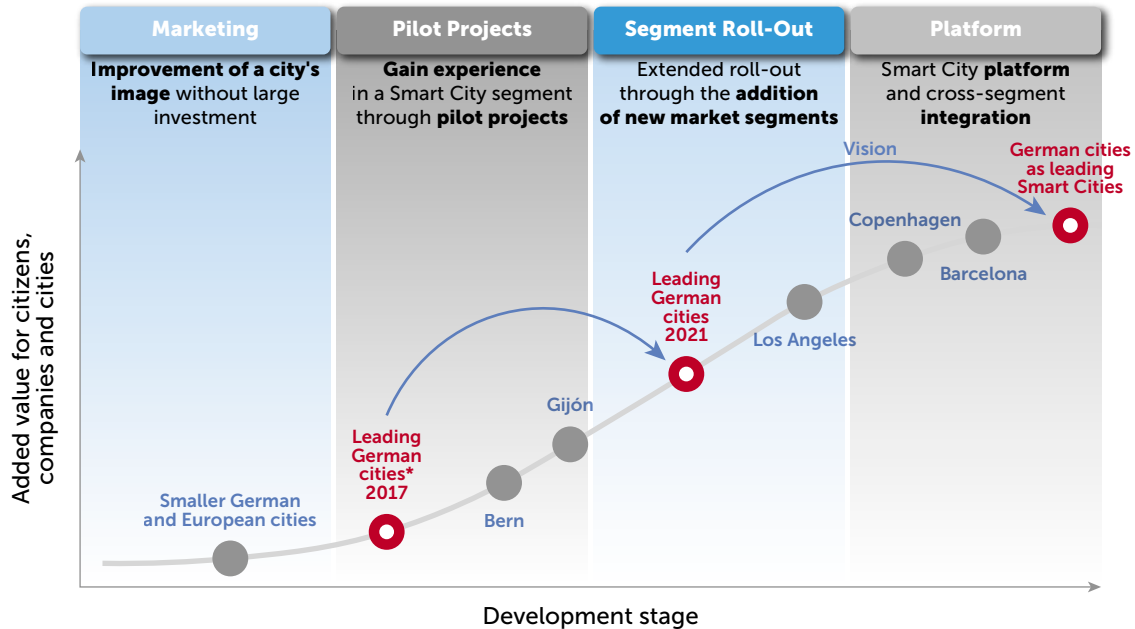 Marketing
Pilot Projects
Segment Roll-Out
Platform
Improvement of a city's
image without large
investment
Gain experience
in a Smart City segment
through pilot projects
Extended roll-out
through the addition
of new market segments
Smart City platform
and cross-segment
integration
Vision
German cities
as leading
Smart Cities
Copenhagen
Barcelona
Leading
German
cities
2021
Los Angeles
Gijón
Leading
German
cities*
2017
Bern
Smaller German
and European cities
Added value for citizens,
companies and cities
Development stage